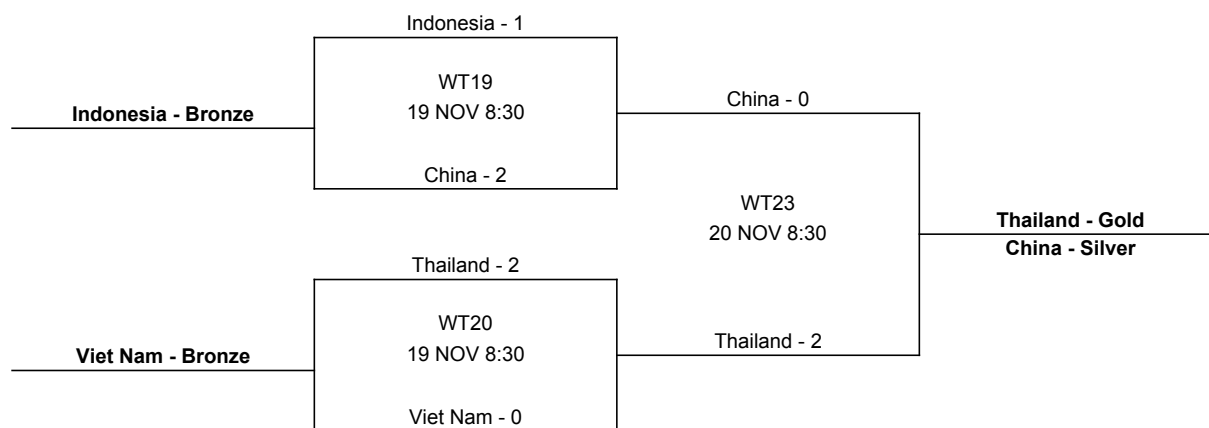 Indonesia - 1
WT19
19 NOV 8:30
Indonesia - Bronze
China - 2
China - 0
WT23
20 NOV 8:30
Thailand - Gold
China - Silver
Thailand - 2
WT20
19 NOV 8:30
Viet Nam - Bronze
Viet Nam - 0
Thailand - 2